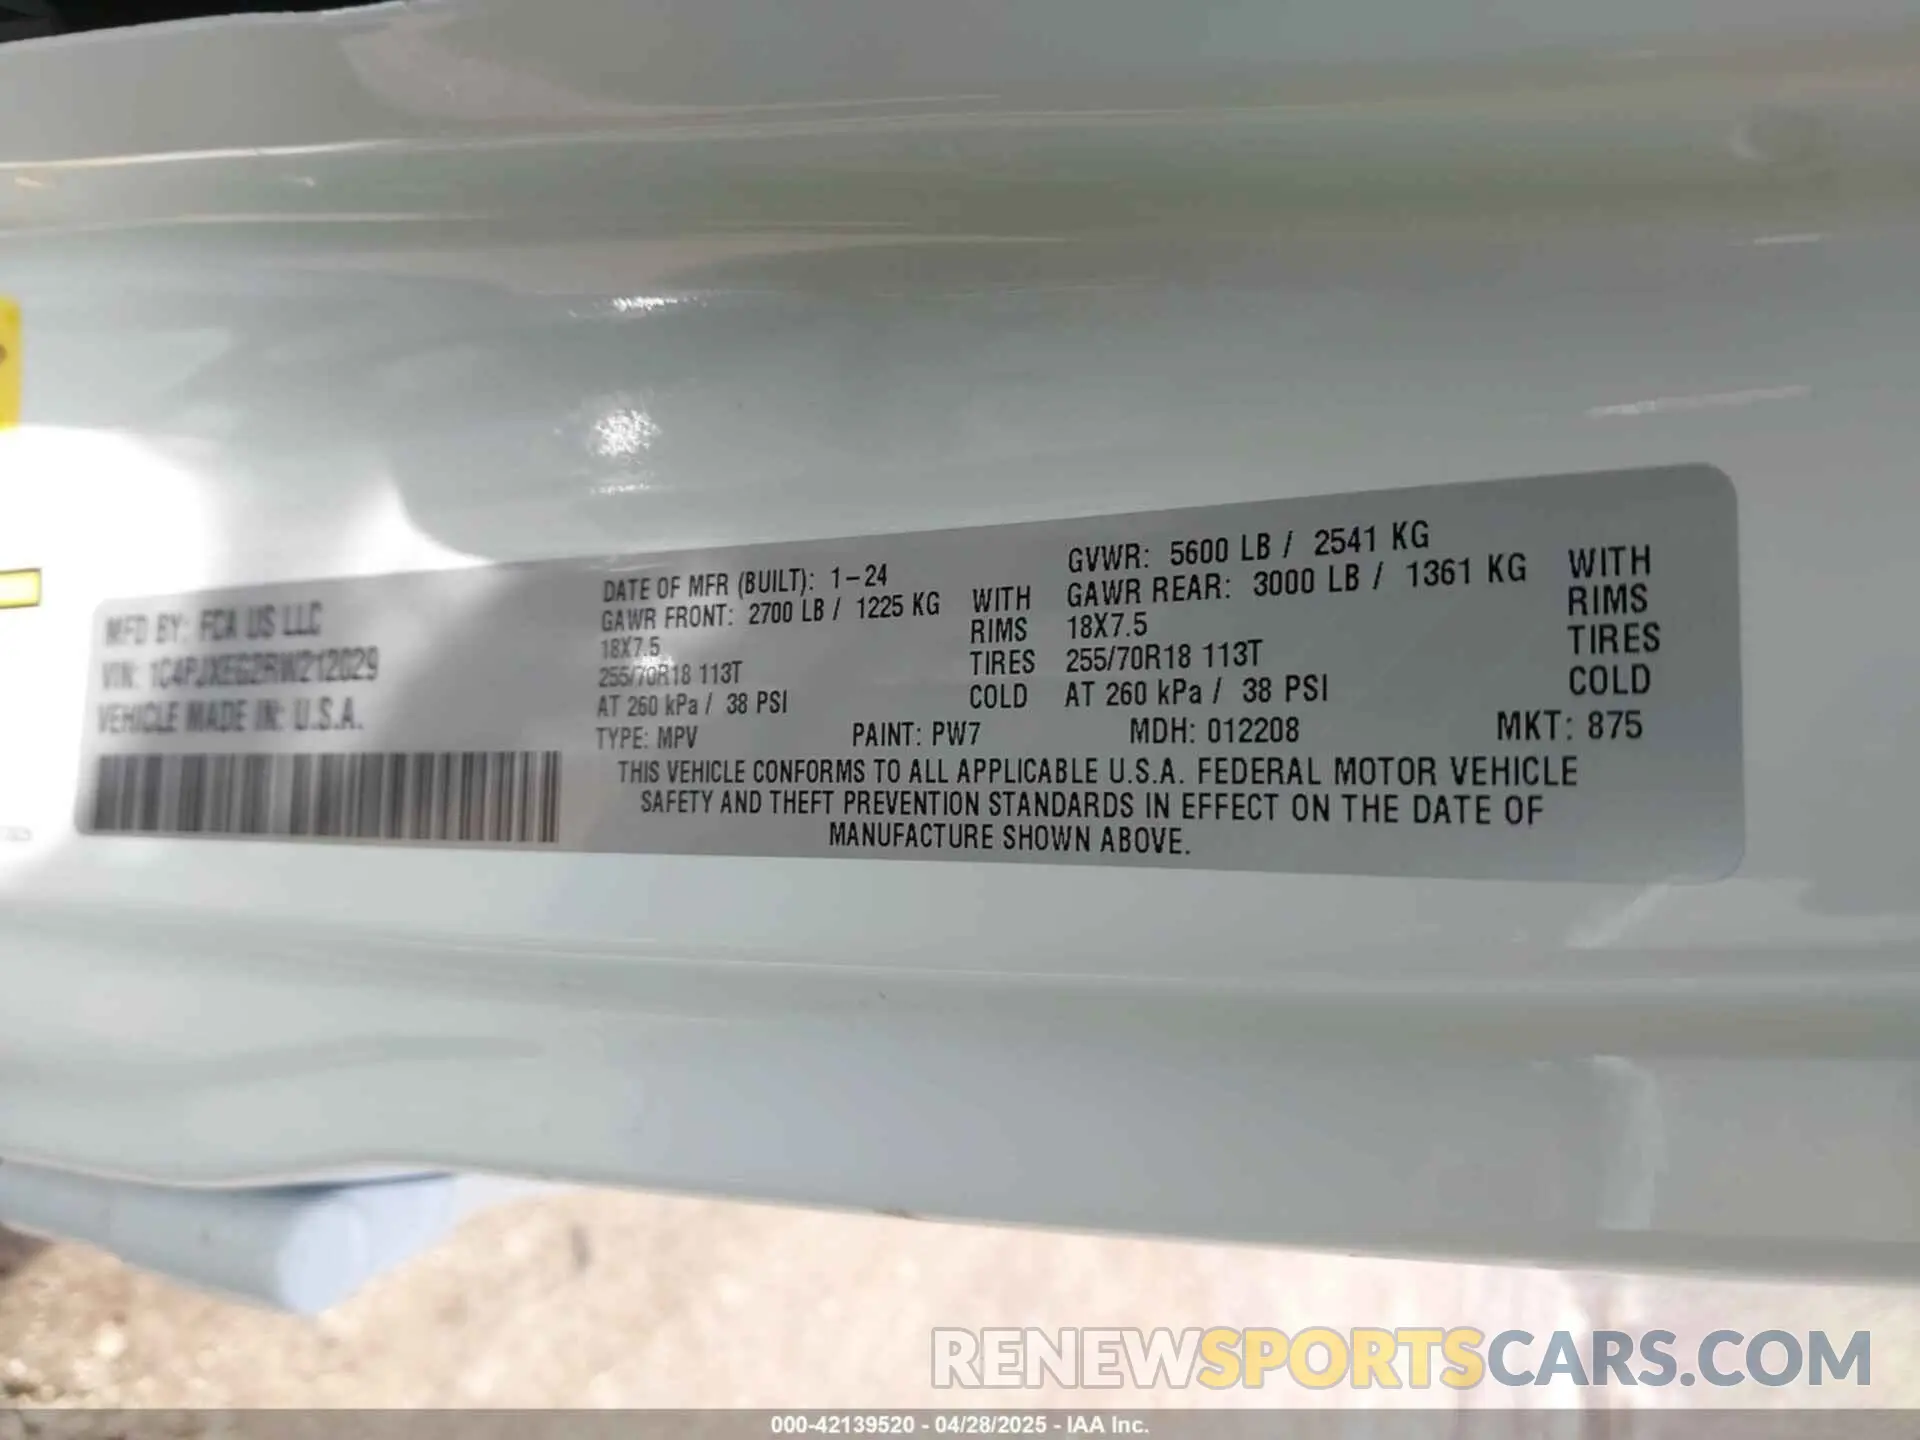 MFD BY: FCA US LLC
VIN: 1C4PJXEG2RW212029
VEHICLE MADE IN: U.S.A.
DATE OF MFR (BUILT): 1-24
GAWR FRONT: 2700 LB / 1225 KG WITH
18X7.5 RIMS
255/70R18 113T TIRES
AT 260 kPa / 38 PSI COLD
GVWR: 5600 LB / 2541 KG
GAWR REAR: 3000 LB / 1361 KG WITH
18X7.5 RIMS
255/70R18 113T TIRES
AT 260 kPa / 38 PSI COLD
TYPE: MPV PAINT: PW7 MDH: 012208 MKT: 875
THIS VEHICLE CONFORMS TO ALL APPLICABLE U.S.A. FEDERAL MOTOR VEHICLE
SAFETY AND THEFT PREVENTION STANDARDS IN EFFECT ON THE DATE OF
MANUFACTURE SHOWN ABOVE.
RENEWSPORTSCARS.COM
000-42139520 - 04/28/2025 - IAA Inc.